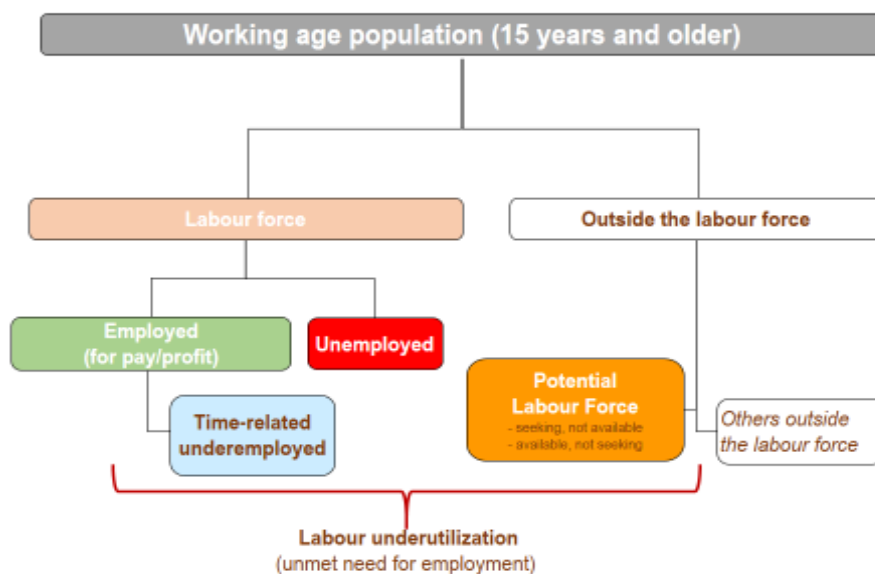 Working age population (15 years and older)
Labour force
Outside the labour force
Employed
(for pay/profit)
Unemployed
Potential
Labour Force
- seeking, not available
- available, not seeking
Time-related
underemployed
Others outside
the labour force
Labour underutilization
(unmet need for employment)